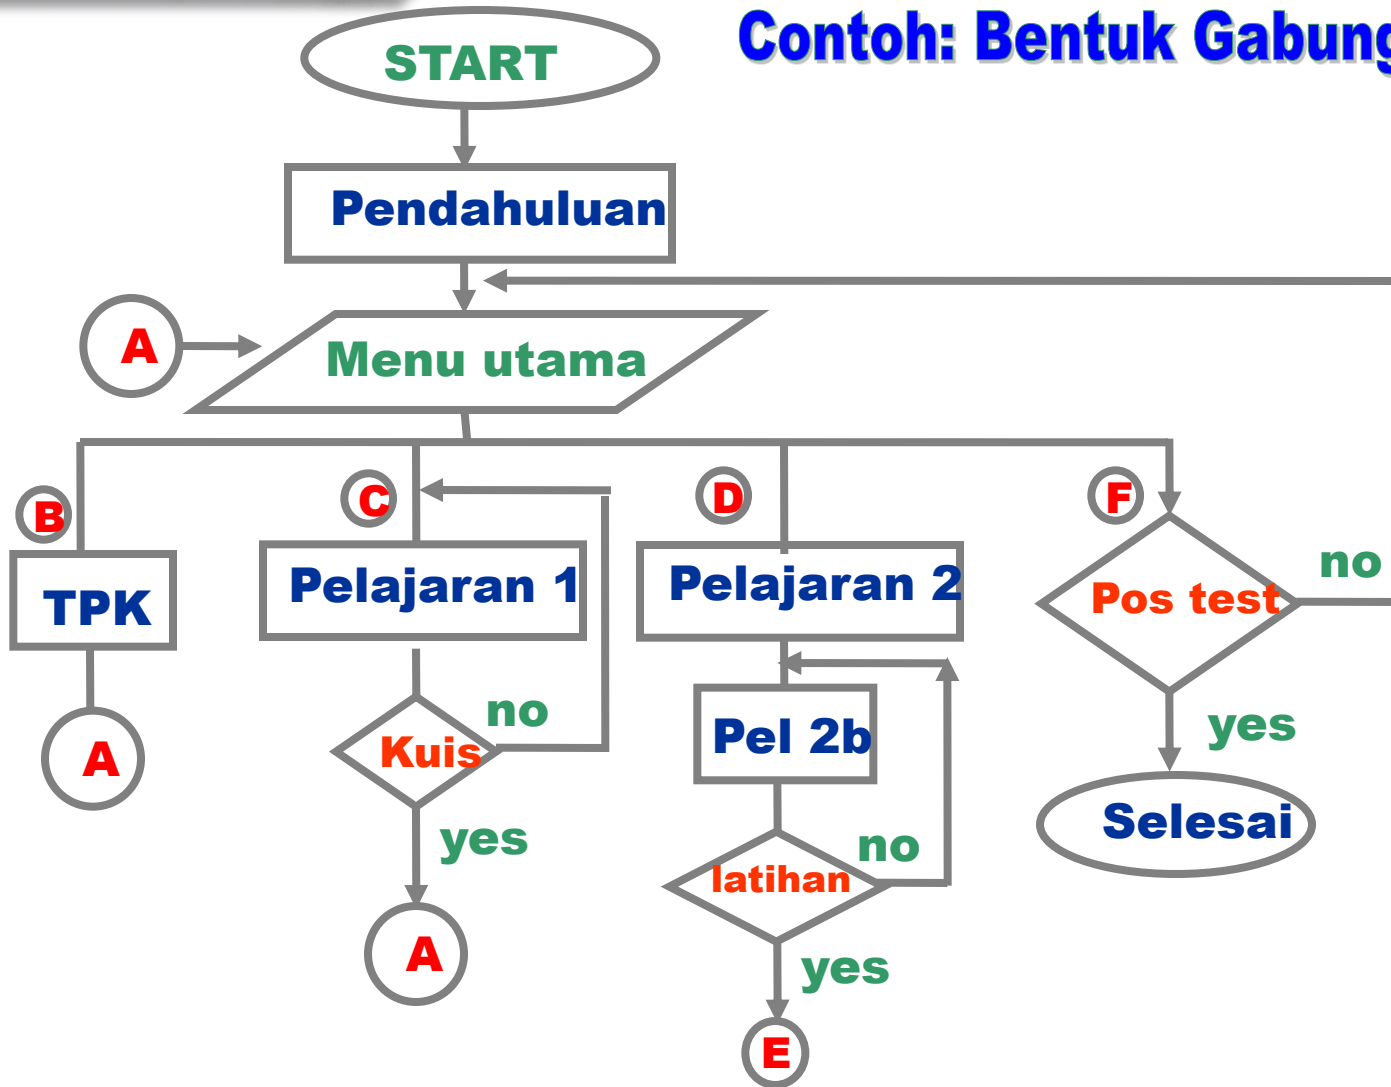 Contoh: Bentuk Gabung
START
Pendahuluan
A
Menu utama
B
C
D
F
TPK
Pelajaran 1
Pelajaran 2
Pos test
no
A
Kuis
no
Pel 2b
yes
yes
latihan
no
Selesai
A
yes
E